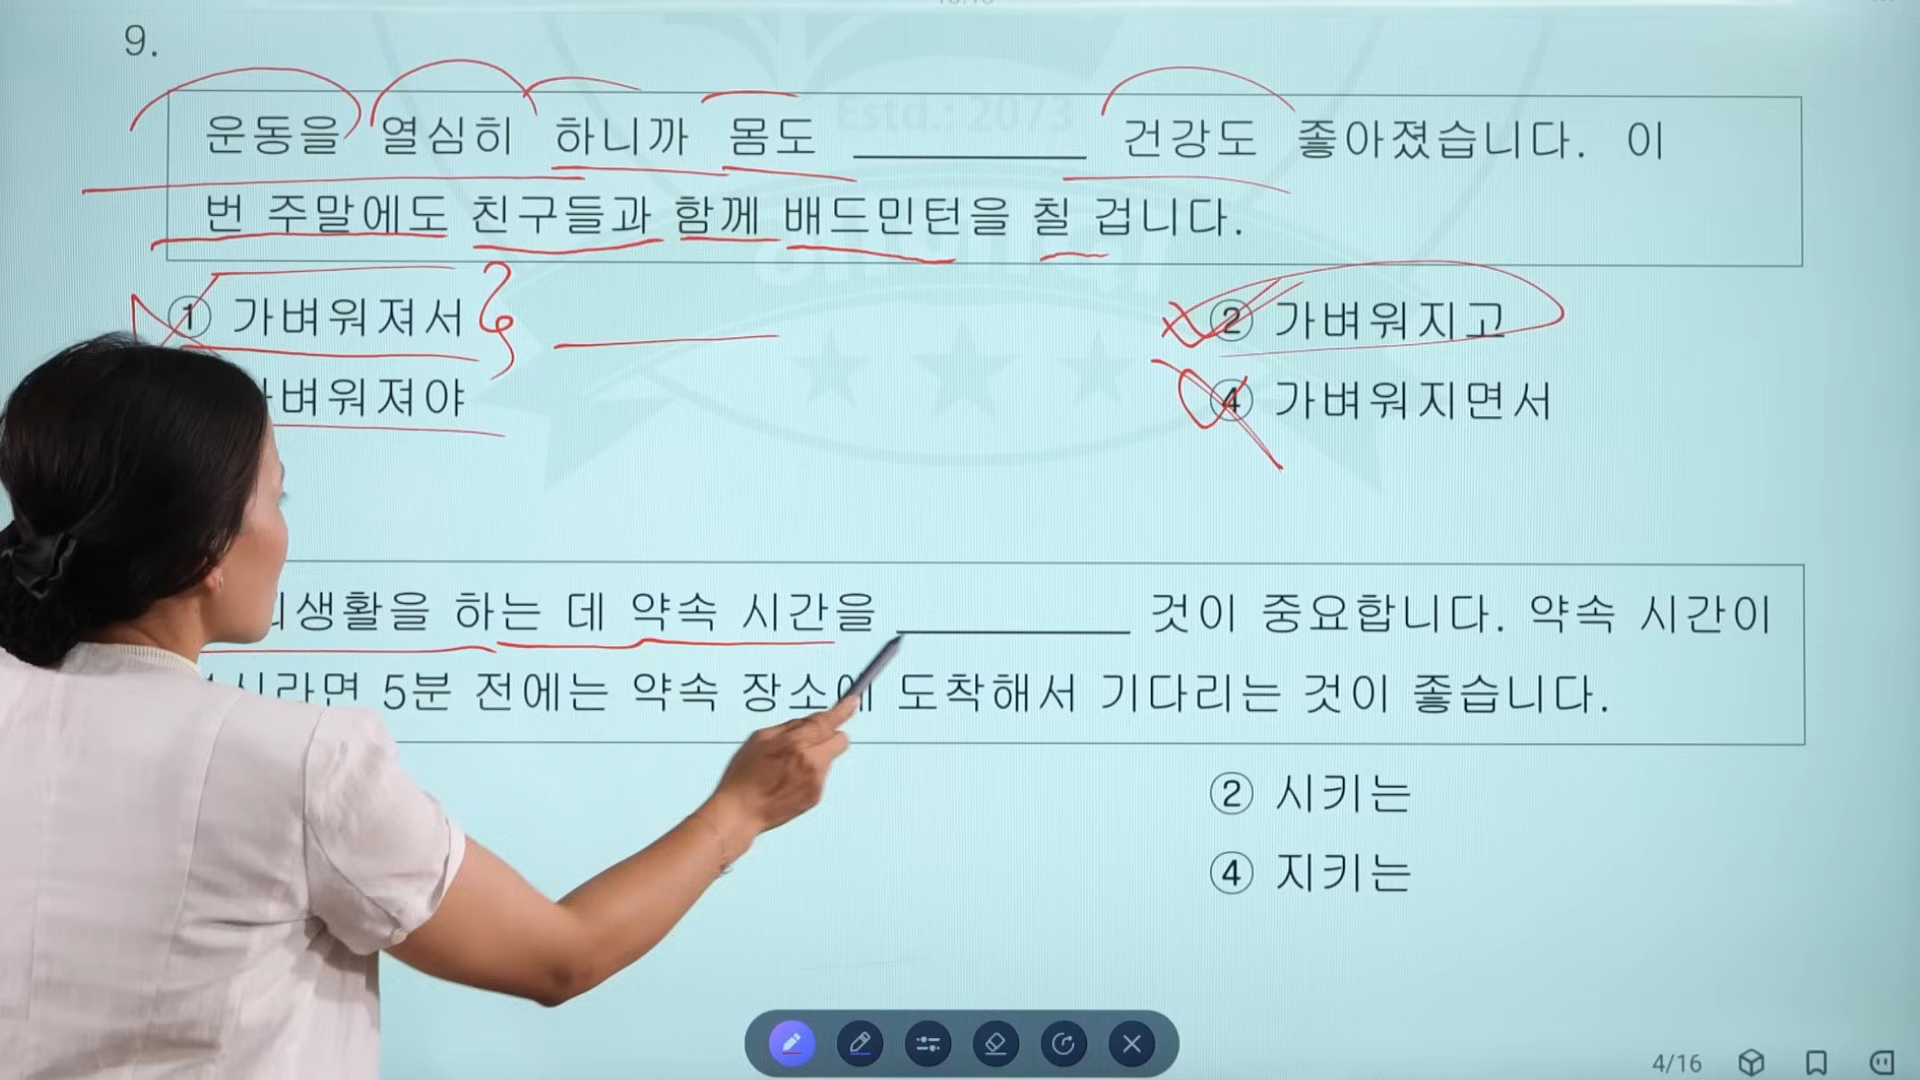 9.
운동을 열심히 하니까 몸도 ________ 건강도 좋아졌습니다. 이
번 주말에도 친구들과 함께 배드민턴을 칠 겁니다.
① 가벼워져서 ② 가벼워지고
벼워져야 ④ 가벼워지면서
생활을 하는 데 약속 시간을 ________ 것이 중요합니다. 약속 시간이
라면 5분 전에는 약속 장소에 도착해서 기다리는 것이 좋습니다.
② 시키는
④ 지키는
Estd.: 2073
4/16